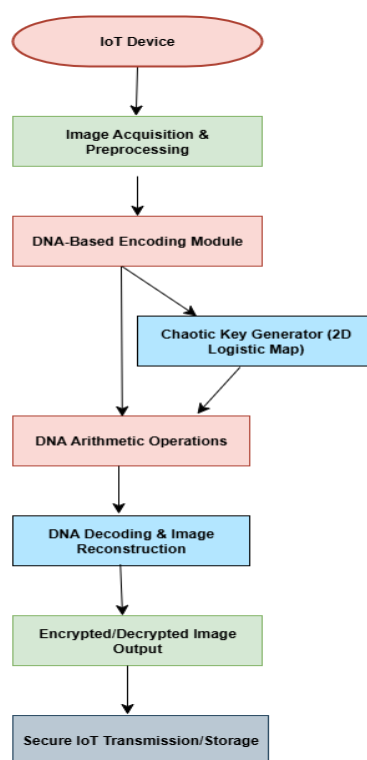 IoT Device
Image Acquisition &
Preprocessing
DNA-Based Encoding Module
Chaotic Key Generator (2D
Logistic Map)
DNA Arithmetic Operations
DNA Decoding & Image
Reconstruction
Encrypted/Decrypted Image
Output
Secure IoT Transmission/Storage